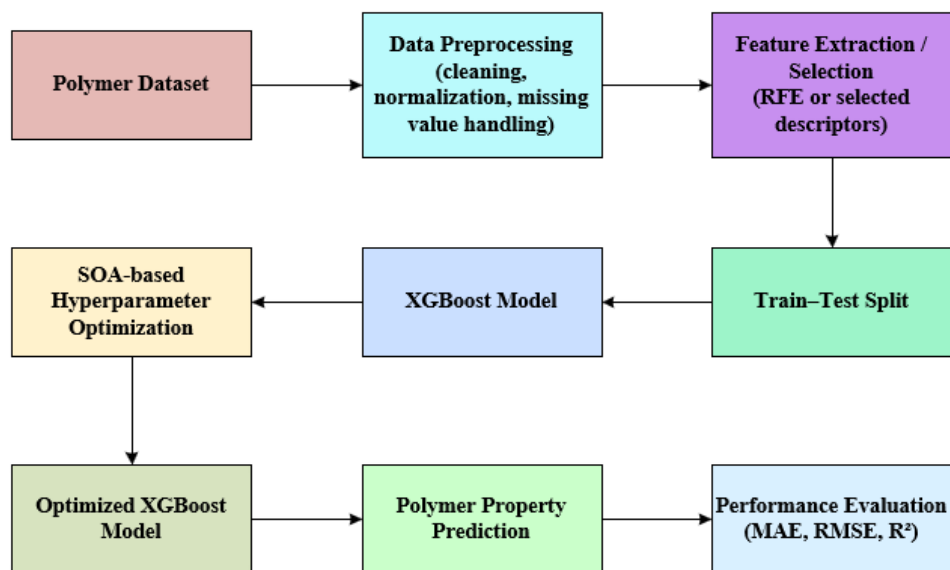 Polymer Dataset
Data Preprocessing
(cleaning,
normalization, missing
value handling)
Feature Extraction /
Selection
(RFE or selected
descriptors)
SOA-based
Hyperparameter
Optimization
XGBoost Model
Train–Test Split
Optimized XGBoost
Model
Polymer Property
Prediction
Performance Evaluation
(MAE, RMSE, R²)